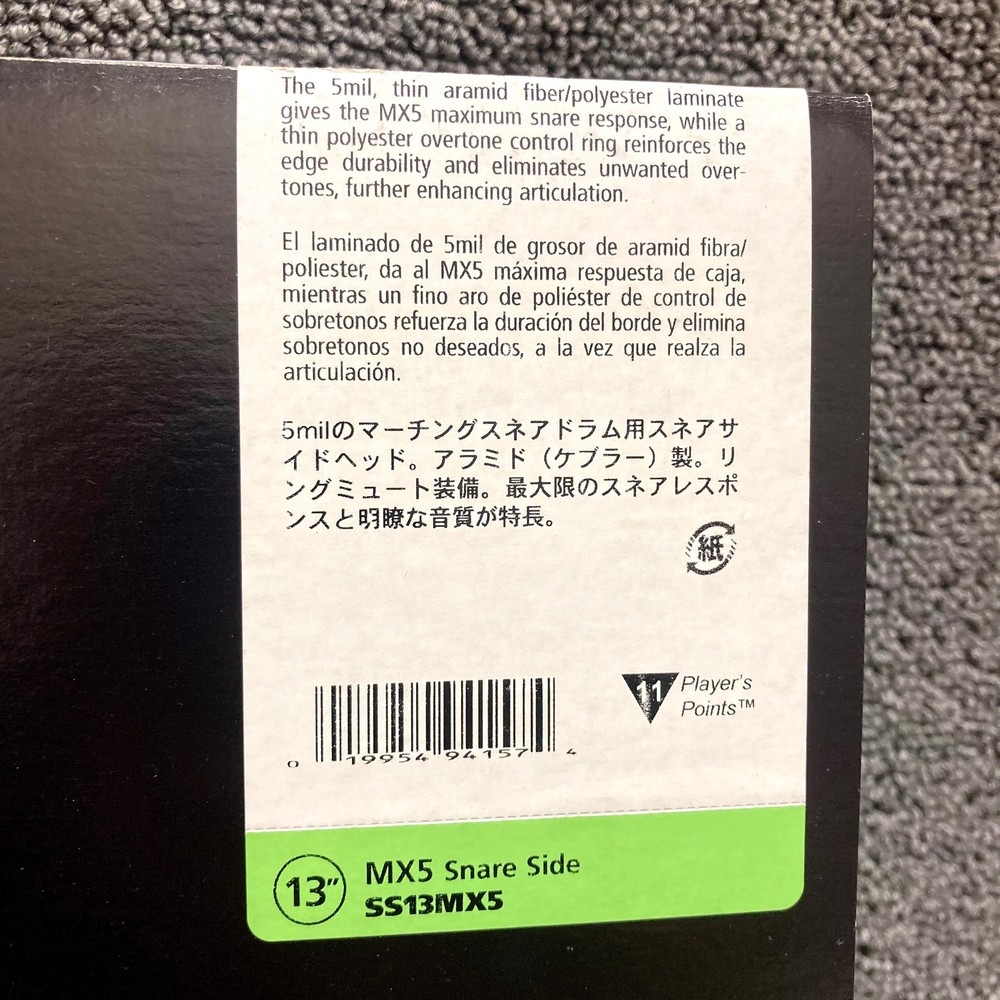 The 5mil, thin aramid fiber/polyester laminate
gives the MX5 maximum snare response, while a
thin polyester overtone control ring reinforces the
edge durability and eliminates unwanted over-
tones, further enhancing articulation.
El laminado de 5mil de grosor de aramid fibra/
poliester, da al MX5 máxima respuesta de caja,
mientras un fino aro de poliéster de control de
sobretonos refuerza la duración del borde y elimina
sobretonos no deseados, a la vez que realza la
articulación.
5milのマーチングスネアドラム用スネアサ
イドヘッド。アラミド（ケブラー）製。リ
ングミュート装備。最大限のスネアレスポ
ンスと明瞭な音質が特長。
紙
11 Player's
Points™
0 19954 94157 4
13" MX5 Snare Side
SS13MX5